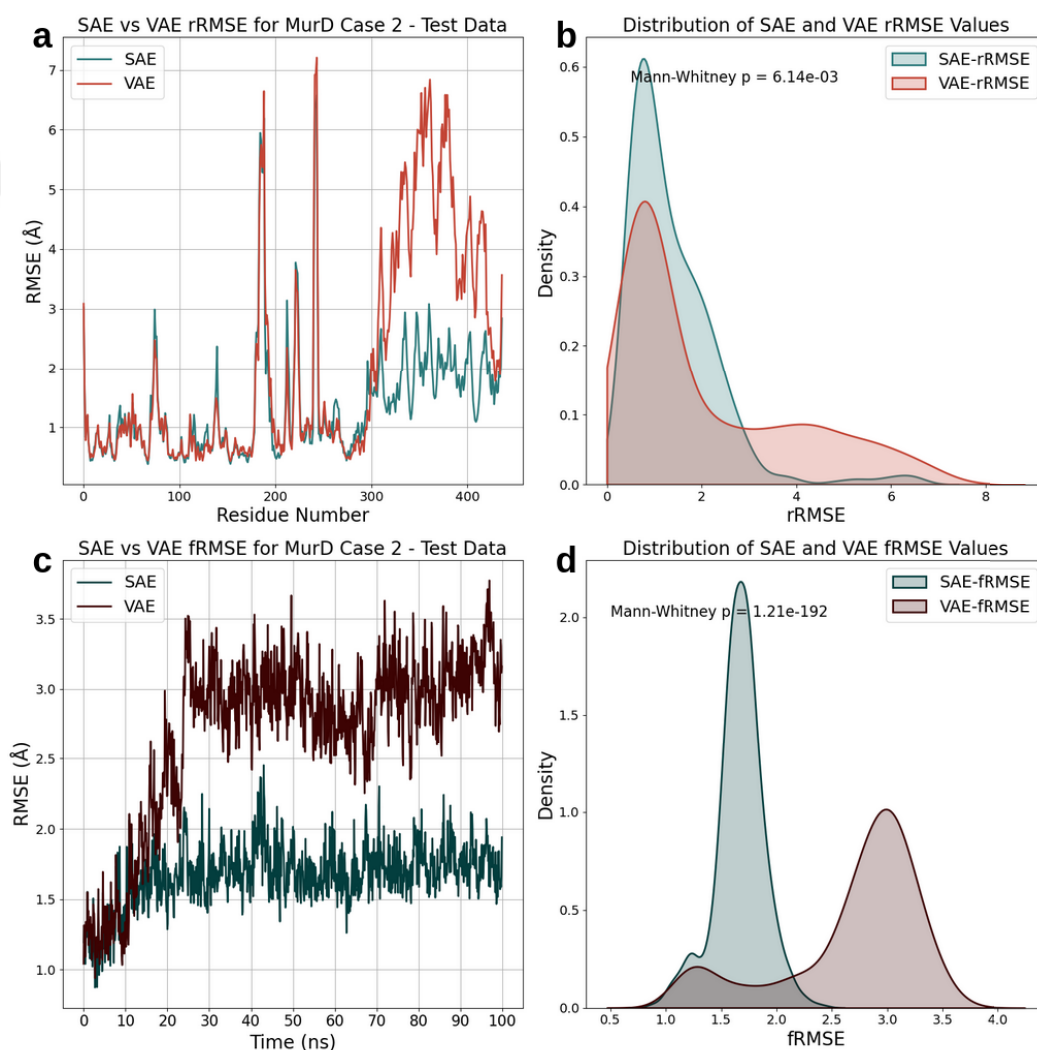 a
SAE vs VAE rRMSE for MurD Case 2 - Test Data
SAE
VAE
RMSE (Å)
7
6
5
4
3
2
1
0
100
200
300
400
Residue Number
b
Distribution of SAE and VAE rRMSE Values
Mann-Whitney p = 6.14e-03
SAE-rRMSE
VAE-rRMSE
Density
0.6
0.5
0.4
0.3
0.2
0.1
0.0
0
2
4
6
8
rRMSE
c
SAE vs VAE fRMSE for MurD Case 2 - Test Data
SAE
VAE
RMSE (Å)
3.5
3.0
2.5
2.0
1.5
1.0
0
10
20
30
40
50
60
70
80
90
100
Time (ns)
d
Distribution of SAE and VAE fRMSE Values
SAE-fRMSE
VAE-fRMSE
Mann-Whitney p = 1.21e-192
Density
2.0
1.5
1.0
0.5
0.0
0.5
1.0
1.5
2.0
2.5
3.0
3.5
4.0
fRMSE